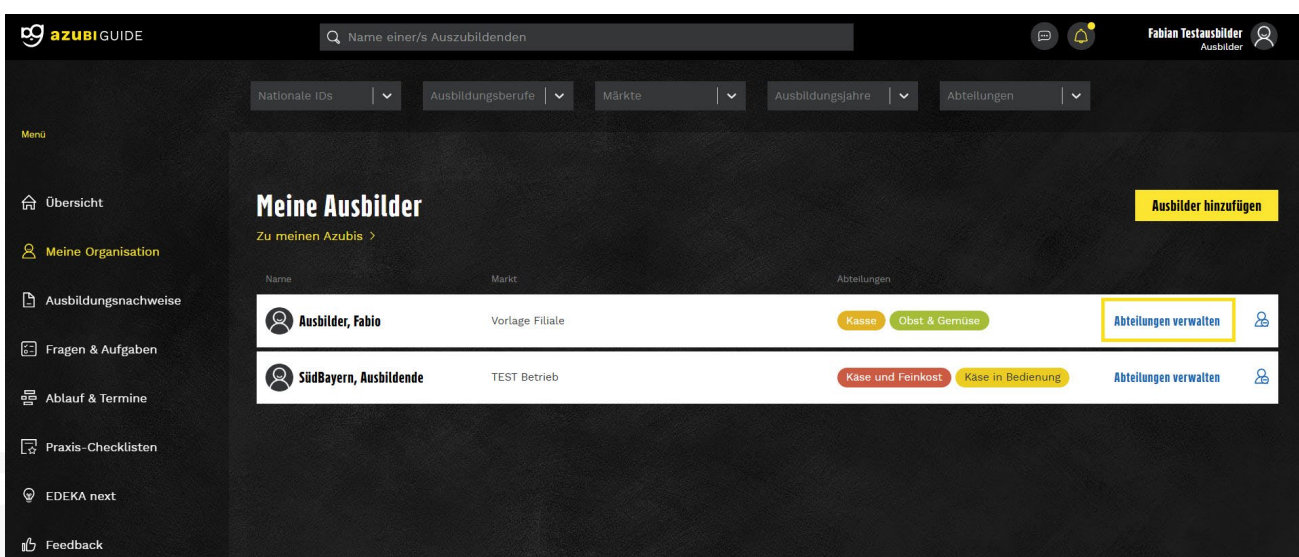 azubiGUIDE
Name einer/s Auszubildenden
Fabian Testausbilder
Ausbilder
Nationale IDs
Ausbildungsberufe
Märkte
Ausbildungsjahre
Abteilungen
Menü
Übersicht
Meine Organisation
Ausbildungsnachweise
Fragen & Aufgaben
Ablauf & Termine
Praxis-Checklisten
EDEKA next
Feedback
Meine Ausbilder
Ausbilder hinzufügen
Zu meinen Azubis >
Name Markt Abteilungen
Ausbilder, Fabio Vorlage Filiale Kasse Obst & Gemüse Abteilungen verwalten
SüdBayern, Ausbildende TEST Betrieb Käse und Feinkost Käse in Bedienung Abteilungen verwalten